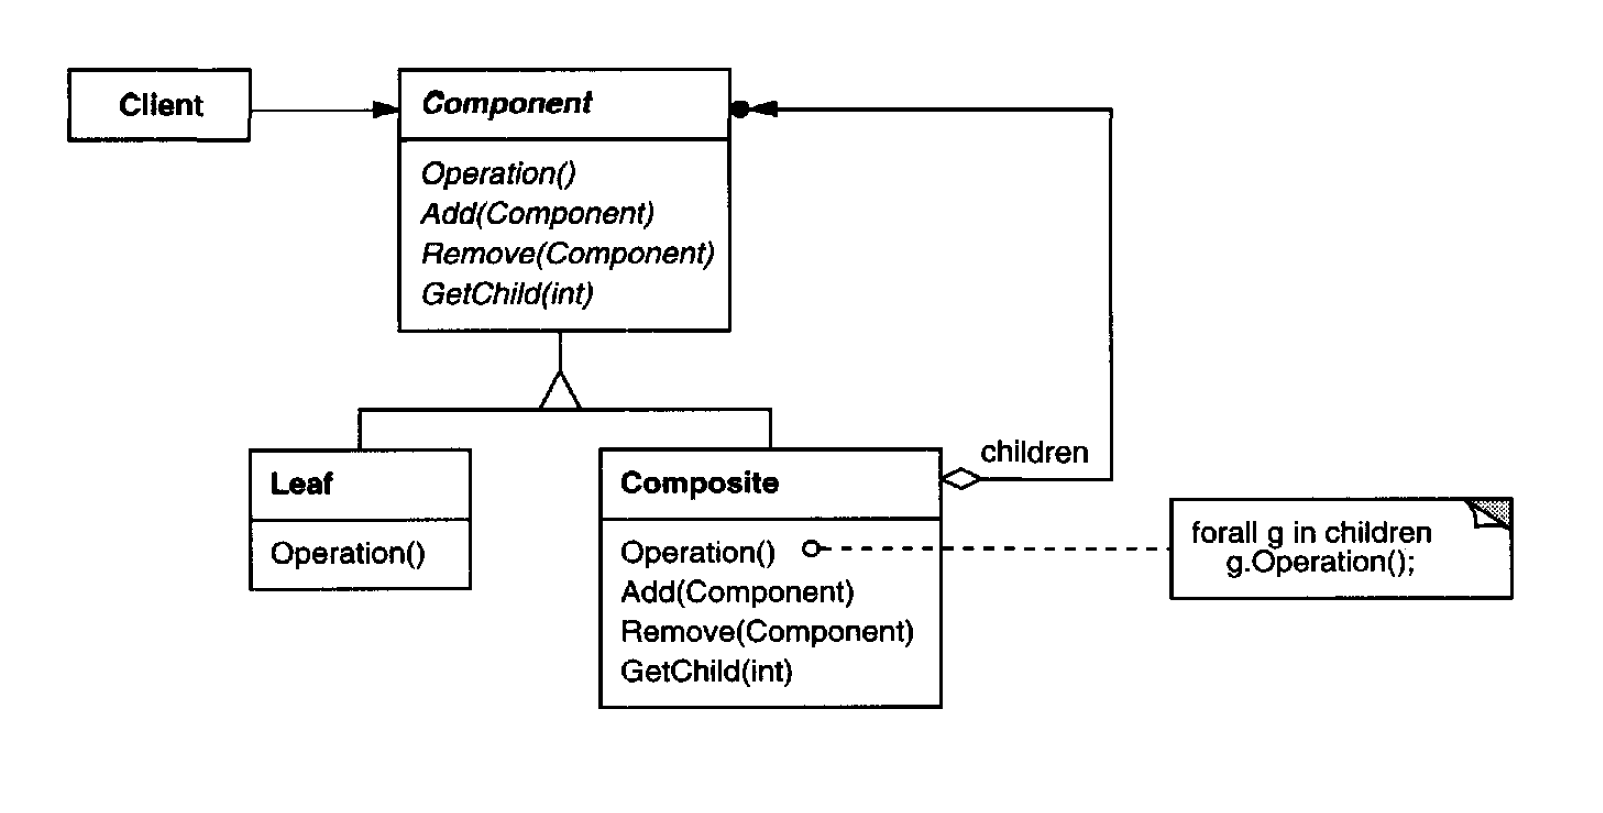 Client
Component
Operation()
Add(Component)
Remove(Component)
GetChild(int)
children
Leaf
Operation()
Composite
Operation()
Add(Component)
Remove(Component)
GetChild(int)
forall g in children
g.Operation();